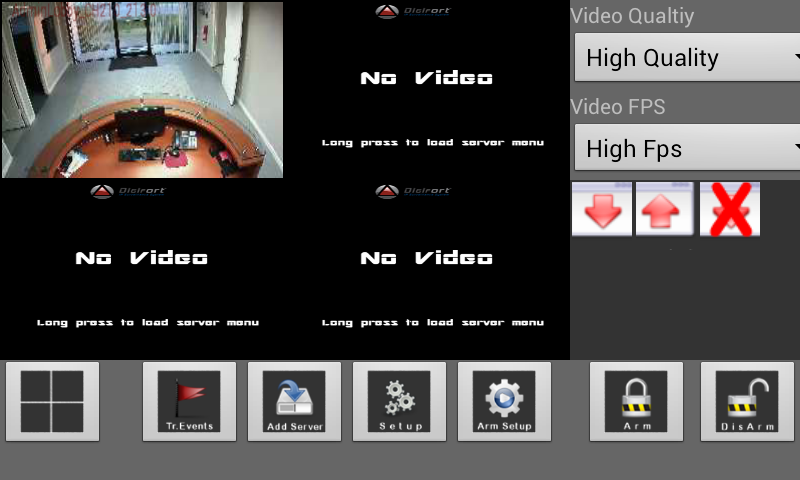 Digifort
No Video
Long press to load server menu
Digifort
No Video
Long press to load server menu
Digifort
No Video
Long press to load server menu
Video Qualtiy
High Quality
Video FPS
High Fps
Tr.Events
Add Server
Setup
Arm Setup
Arm
DisArm